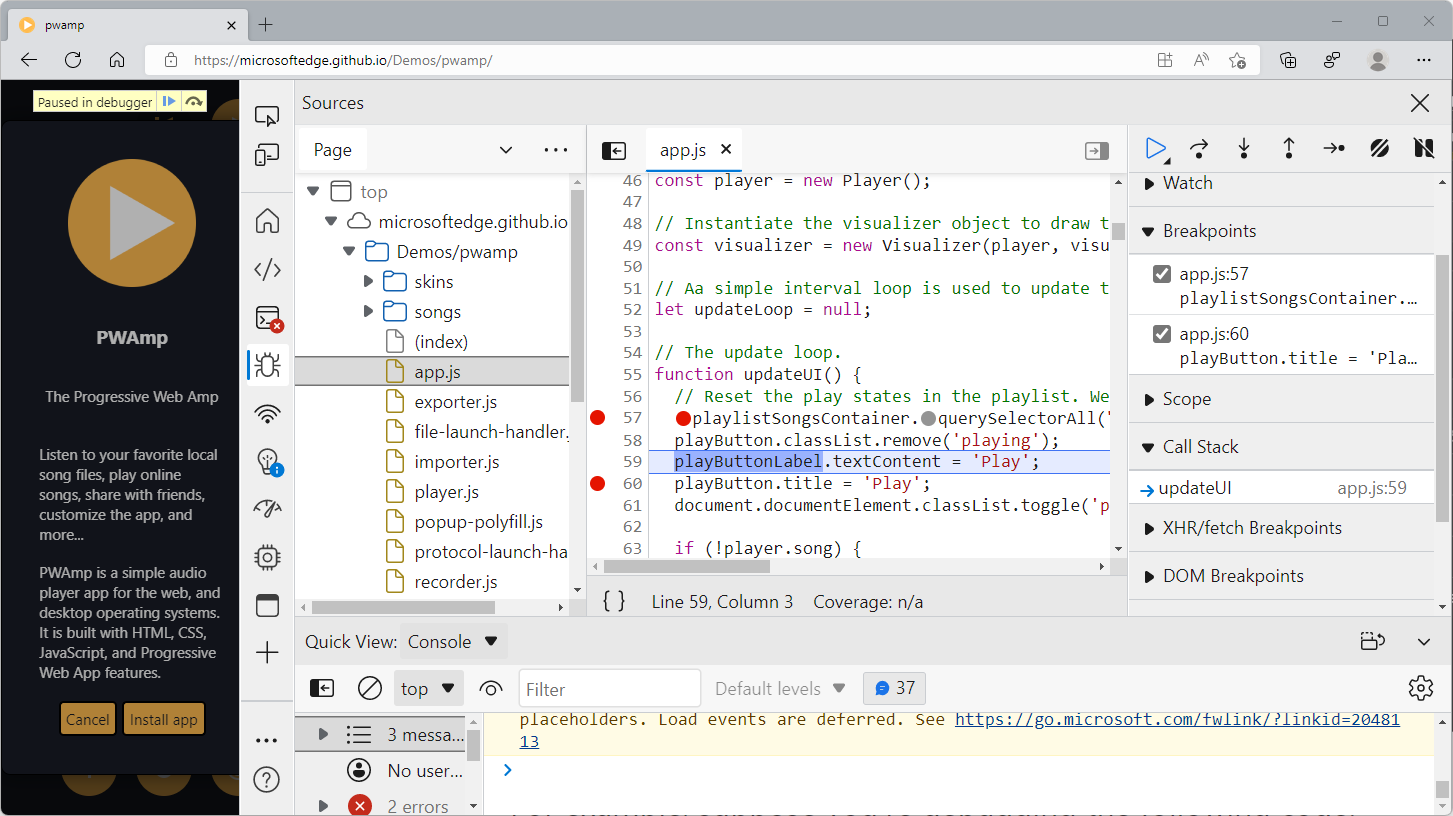 pwamp
https://microsoftedge.github.io/Demos/pwamp/
Paused in debugger
PWAmp
The Progressive Web Amp
Listen to your favorite local
song files, play online
songs, share with friends,
customize the app, and
more...
PWAmp is a simple audio
player app for the web, and
desktop operating systems.
It is built with HTML, CSS,
JavaScript, and Progressive
Web App features.
Cancel
Install app
Sources
Page
top
microsoftedge.github.io
Demos/pwamp
skins
songs
(index)
app.js
exporter.js
file-launch-handler.
importer.js
player.js
popup-polyfill.js
protocol-launch-ha
recorder.js
app.js
46 const player = new Player();
47
48 // Instantiate the visualizer object to draw t
49 const visualizer = new Visualizer(player, visu
50
51 // Aa simple interval loop is used to update t
52 let updateLoop = null;
53
54 // The update loop.
55 function updateUI() {
56 // Reset the play states in the playlist. We
57 playlistSongsContainer.querySelectorAll('
58 playButton.classList.remove('playing');
59 playButtonLabel.textContent = 'Play';
60 playButton.title = 'Play';
61 document.documentElement.classList.toggle('p
62
63 if (!player.song) {
{ } Line 59, Column 3 Coverage: n/a
Watch
Breakpoints
app.js:57
playlistSongsContainer.…
app.js:60
playButton.title = 'Pla…
Scope
Call Stack
updateUI app.js:59
XHR/fetch Breakpoints
DOM Breakpoints
Quick View: Console
top Filter Default levels 37
3 messa...
No user...
2 errors
placeholders. Load events are deferred. See https://go.microsoft.com/fwlink/?linkid=20481
13